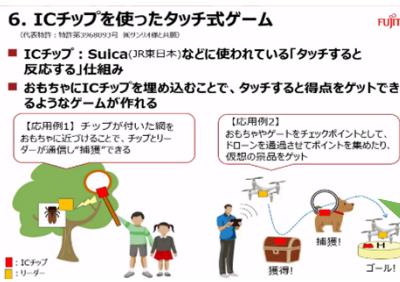 6. ICチップを使ったタッチ式ゲーム
FUJIT
(代表特許:特許第3968093号 ㈱サンリオ様と共願)
■ ICチップ:Suica(JR東日本)などに使われている「タッチすると
反応する」仕組み
■ おもちゃにICチップを埋め込むことで、タッチすると得点をゲットでき
るようなゲームが作れる
【応用例1】チップが付いた網を
おもちゃに近づけることで、チップとリ
ーダーが通信し"捕獲"できる
【応用例2】
おもちゃやゲートをチェックポイントとして、
ドローンを通過させてポイントを集めたり、
仮想の景品をゲット
捕獲!
獲得!
ゴール!
H
:ICチップ
:リーダー